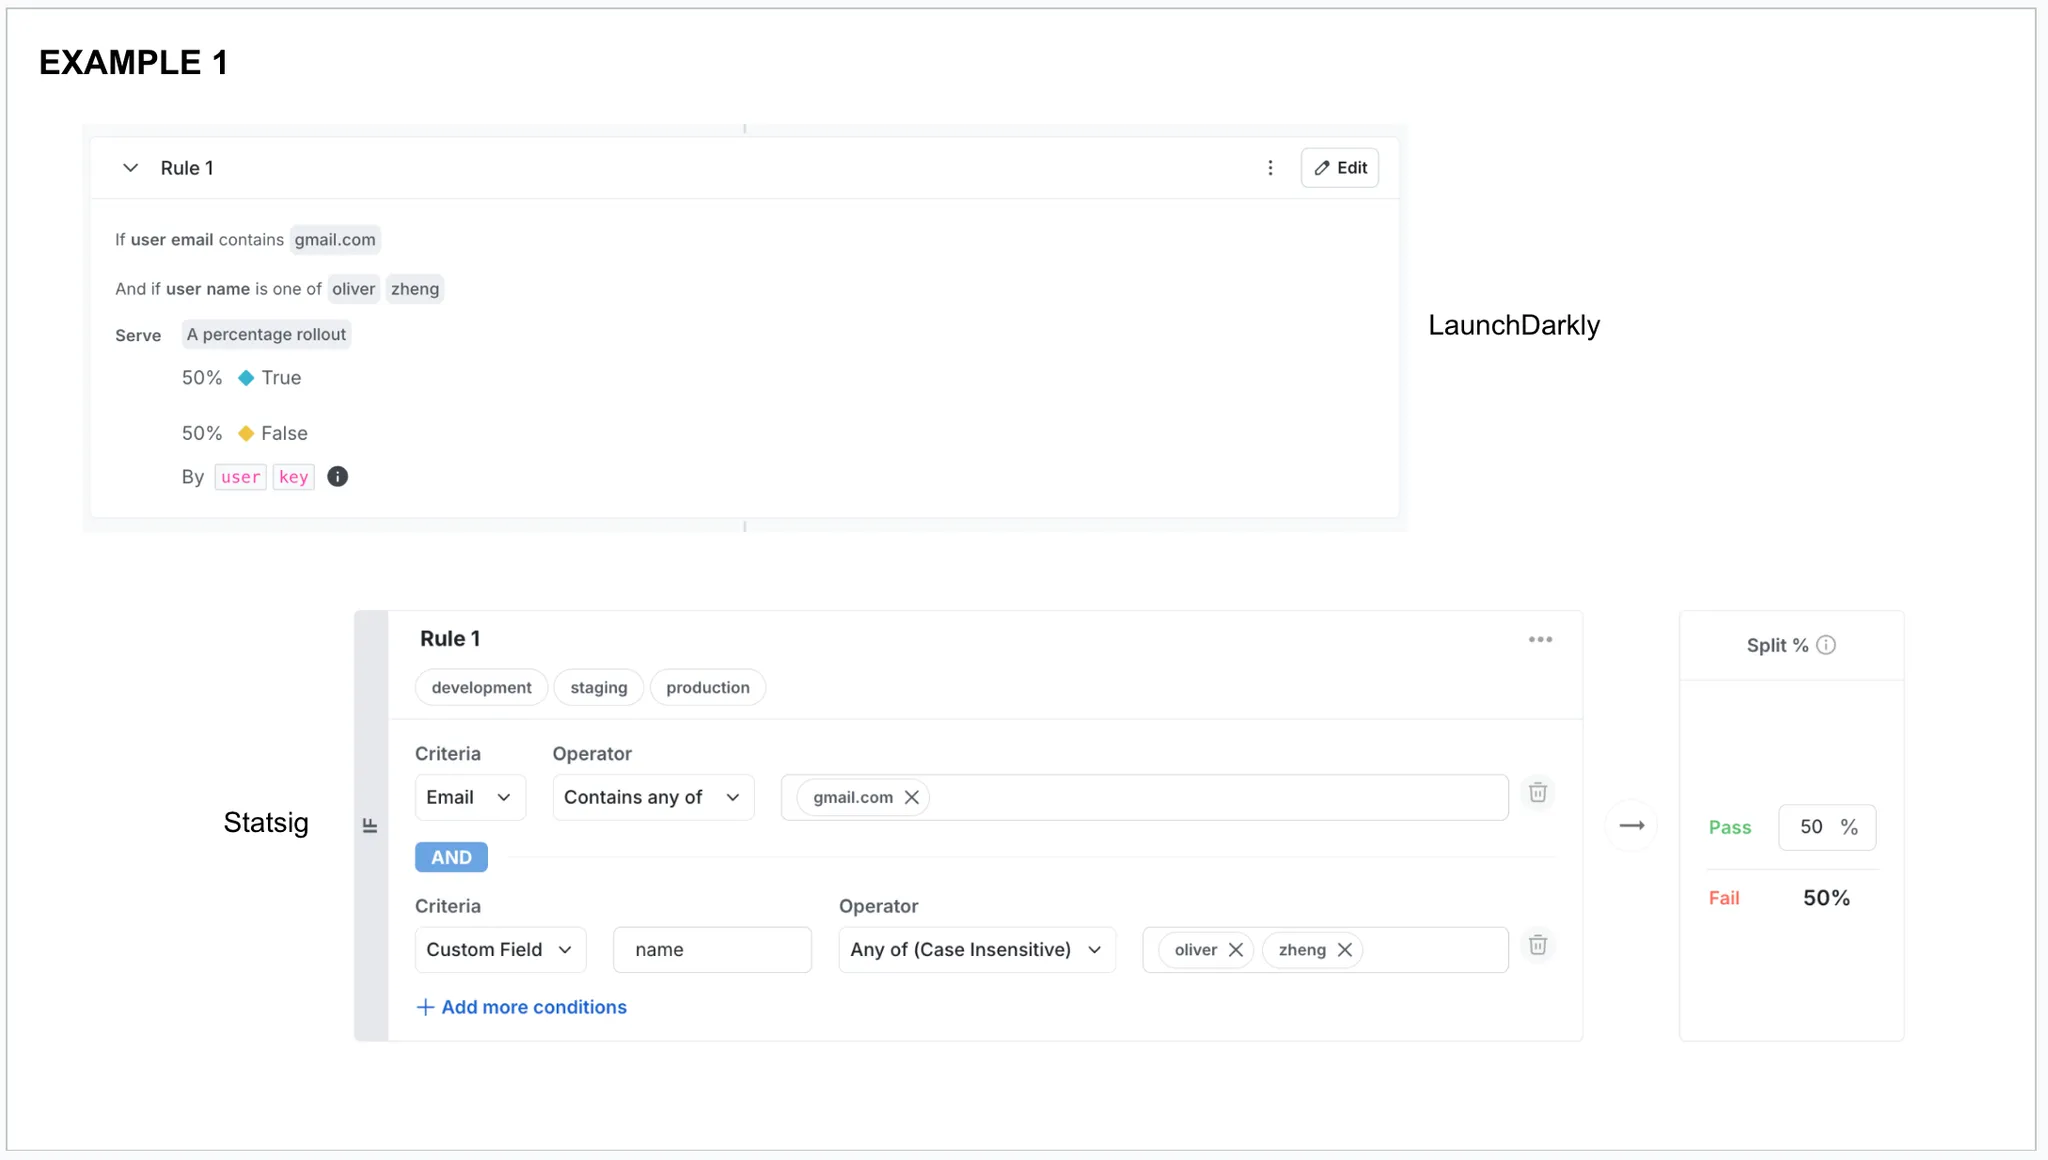 EXAMPLE 1
Rule 1
Edit
If user email contains gmail.com
And if user name is one of oliver zheng
Serve A percentage rollout
50% True
50% False
By user key
LaunchDarkly
Statsig
IF
Rule 1
development staging production
Criteria Operator
Email Contains any of gmail.com
AND
Criteria Operator
Custom Field name Any of (Case Insensitive) oliver zheng
+ Add more conditions
Split %
Pass 50 %
Fail 50%